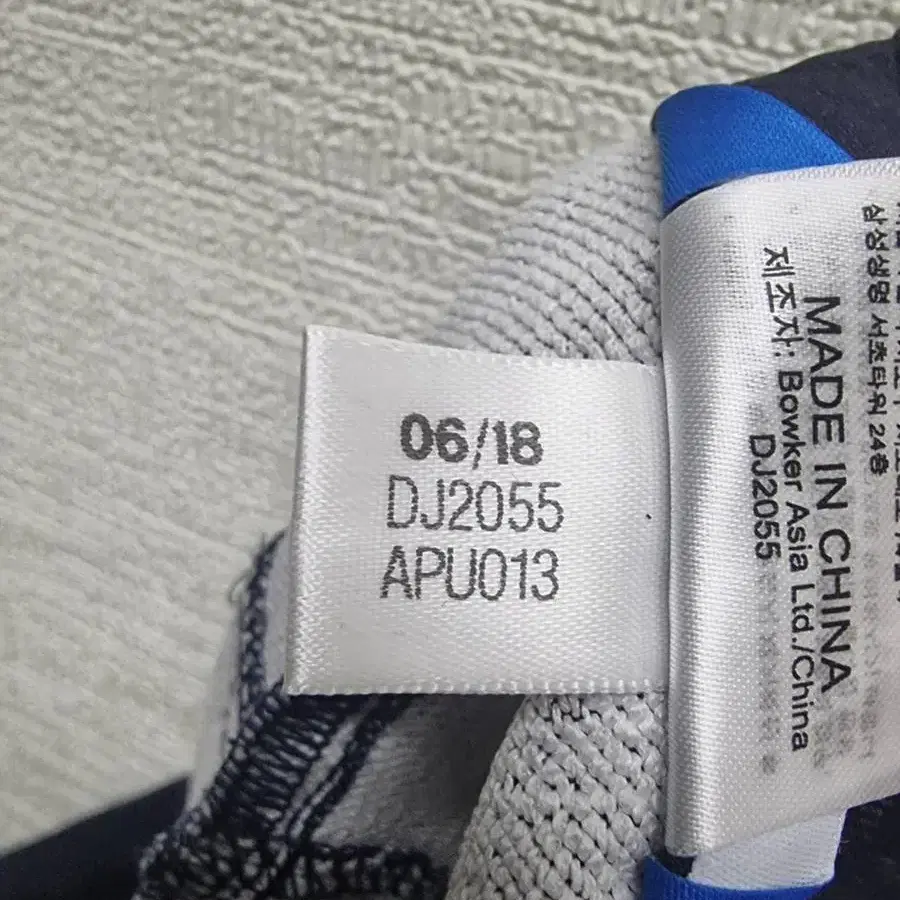 06/18
DJ2055
APU013
삼성생명 서초타워 24층
MADE IN CHINA
제조자: Bowker Asia Ltd./China
DJ2055